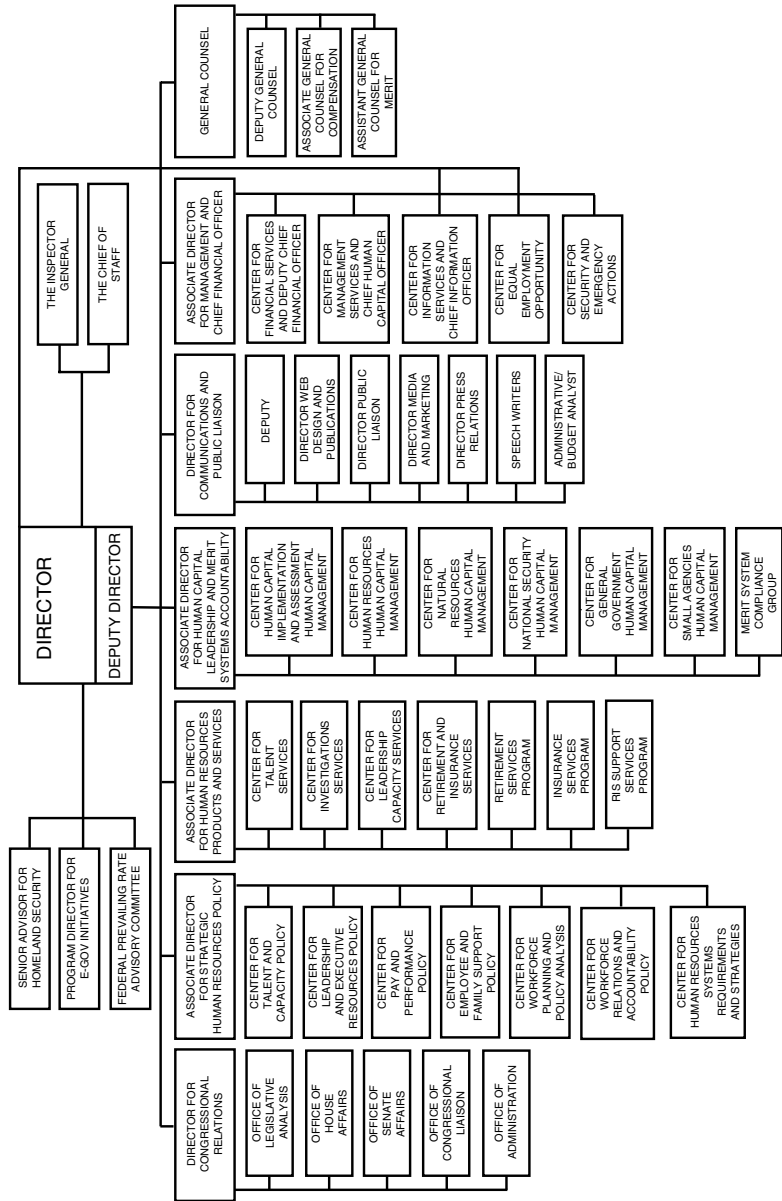 DIRECTOR
DEPUTY DIRECTOR
SENIOR ADVISOR FOR
HOMELAND SECURITY
PROGRAM DIRECTOR FOR
E-GOV INITIATIVES
FEDERAL PREVAILING RATE
ADVISORY COMMITTEE
THE INSPECTOR
GENERAL
THE CHIEF OF
STAFF
DIRECTOR FOR
CONGRESSIONAL
RELATIONS
OFFICE OF
LEGISLATIVE
ANALYSIS
OFFICE OF
HOUSE
AFFAIRS
OFFICE OF
SENATE
AFFAIRS
OFFICE OF
CONGRESSIONAL
LIAISON
OFFICE OF
ADMINISTRATION
ASSOCIATE DIRECTOR
FOR STRATEGIC
HUMAN RESOURCES POLICY
CENTER FOR
TALENT AND
CAPACITY POLICY
CENTER FOR
LEADERSHIP
AND EXECUTIVE
RESOURCES POLICY
CENTER FOR
PAY AND
PERFORMANCE
POLICY
CENTER FOR
EMPLOYEE AND
FAMILY SUPPORT
POLICY
CENTER FOR
WORKFORCE
PLANNING AND
POLICY ANALYSIS
CENTER FOR
WORKFORCE
RELATIONS AND
ACCOUNTABILITY
POLICY
CENTER FOR
HUMAN RESOURCES
SYSTEMS
REQUIREMENTS
AND STRATEGIES
ASSOCIATE DIRECTOR
FOR HUMAN RESOURCES
PRODUCTS AND SERVICES
CENTER FOR
TALENT
SERVICES
CENTER FOR
INVESTIGATIONS
SERVICES
CENTER FOR
LEADERSHIP
CAPACITY SERVICES
CENTER FOR
RETIREMENT AND
INSURANCE
SERVICES
RETIREMENT
SERVICES
PROGRAM
INSURANCE
SERVICES
PROGRAM
RIS SUPPORT
SERVICES
PROGRAM
ASSOCIATE DIRECTOR
FOR HUMAN CAPITAL
LEADERSHIP AND MERIT
SYSTEMS ACCOUNTABILITY
CENTER FOR
HUMAN CAPITAL
IMPLEMENTATION
AND ASSESSMENT
HUMAN CAPITAL
MANAGEMENT
CENTER FOR
HUMAN RESOURCES
HUMAN CAPITAL
MANAGEMENT
CENTER FOR
NATURAL
RESOURCES
HUMAN CAPITAL
MANAGEMENT
CENTER FOR
NATIONAL SECURITY
HUMAN CAPITAL
MANAGEMENT
CENTER FOR
GENERAL
GOVERNMENT
HUMAN CAPITAL
MANAGEMENT
CENTER FOR
SMALL AGENCIES
HUMAN CAPITAL
MANAGEMENT
MERIT SYSTEM
COMPLIANCE
GROUP
DIRECTOR FOR
COMMUNICATIONS AND
PUBLIC LIAISON
DEPUTY
DIRECTOR WEB
DESIGN AND
PUBLICATIONS
DIRECTOR PUBLIC
LIAISON
DIRECTOR MEDIA
AND MARKETING
DIRECTOR PRESS
RELATIONS
SPEECH WRITERS
ADMINISTRATIVE/
BUDGET ANALYST
ASSOCIATE DIRECTOR
FOR MANAGEMENT AND
CHIEF FINANCIAL OFFICER
CENTER FOR
FINANCIAL SERVICES
AND DEPUTY CHIEF
FINANCIAL OFFICER
CENTER FOR
MANAGEMENT
SERVICES AND
CHIEF HUMAN
CAPITAL OFFICER
CENTER FOR
INFORMATION
SERVICES AND
CHIEF INFORMATION
OFFICER
CENTER FOR
EQUAL
EMPLOYMENT
OPPORTUNITY
CENTER FOR
SECURITY AND
EMERGENCY
ACTIONS
GENERAL COUNSEL
DEPUTY GENERAL
COUNSEL
ASSOCIATE GENERAL
COUNSEL FOR
COMPENSATION
ASSISTANT GENERAL
COUNSEL FOR
MERIT